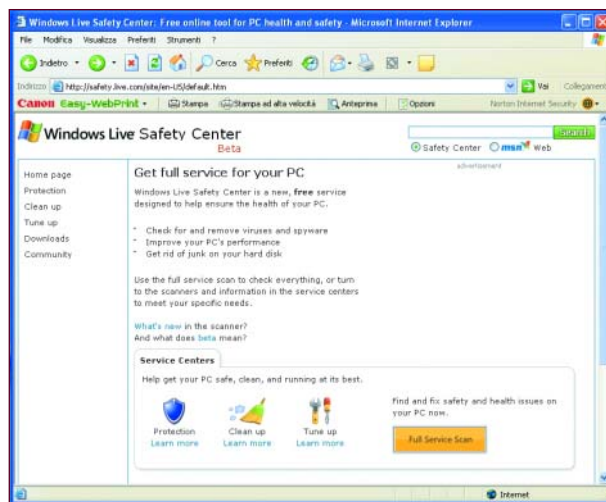 Windows Live Safety Center: Free online tool for PC health and safety - Microsoft Internet Explorer
File Modifica Visualizza Preferiti Strumenti ?
Indietro Cerca Preferiti
Indirizzo http://safety.live.com/site/en-US/default.htm Vai Collegamenti
Canon Easy-WebPrint Stampa Stampa ad alta velocità Anteprima Opzioni Norton Internet Security
Windows Live Safety Center
Beta
Search
Safety Center msn Web
advertisement
Home page
Protection
Clean up
Tune up
Downloads
Community
Get full service for your PC
Windows Live Safety Center is a new, free service
designed to help ensure the health of your PC.
- Check for and remove viruses and spyware
- Improve your PC's performance
- Get rid of junk on your hard disk
Use the full service scan to check everything, or turn
to the scanners and information in the service centers
to meet your specific needs.
What's new in the scanner?
And what does beta mean?
Service Centers
Help get your PC safe, clean, and running at its best.
Protection
Learn more
Clean up
Learn more
Tune up
Learn more
Find and fix safety and health issues on
your PC now.
Full Service Scan
Internet